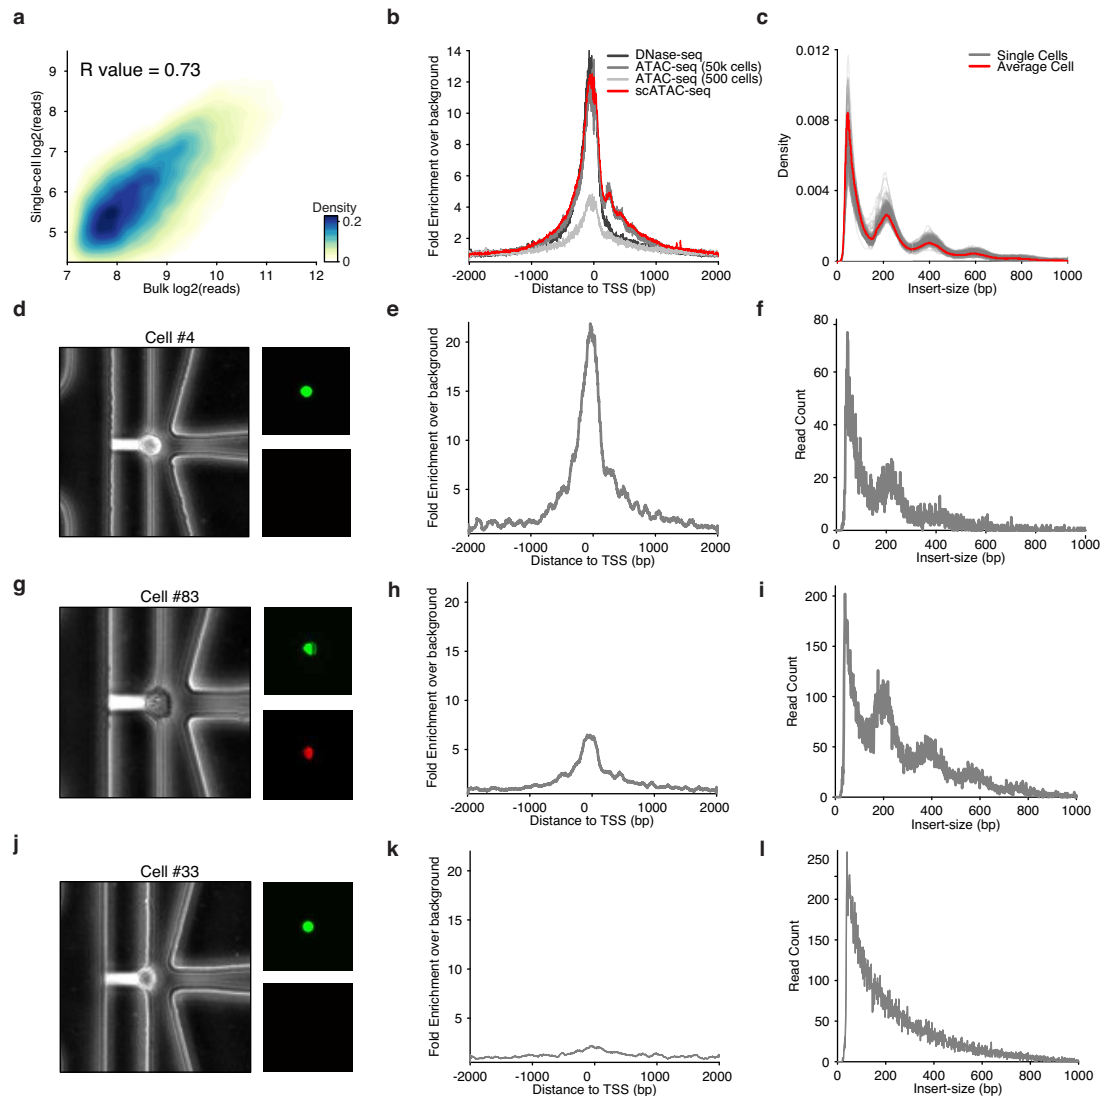 a
R value = 0.73
Single-cell log2(reads)
9
8
7
6
5
7 8 9 10 11 12
Bulk log2(reads)
Density
0.2
0
b
Fold Enrichment over background
14
12
10
8
6
4
2
DNase-seq
ATAC-seq (50k cells)
ATAC-seq (500 cells)
scATAC-seq
-2000 -1000 0 1000 2000
Distance to TSS (bp)
c
Density
0.012
0.008
0.004
0
Single Cells
Average Cell
0 200 400 600 800 1000
Insert-size (bp)
d
Cell #4
e
Fold Enrichment over background
20
15
10
5
-2000 -1000 0 1000 2000
Distance to TSS (bp)
f
Read Count
80
60
40
20
0
0 200 400 600 800 1000
Insert-size (bp)
g
Cell #83
h
Fold Enrichment over background
20
15
10
5
-2000 -1000 0 1000 2000
Distance to TSS (bp)
i
Read Count
200
150
100
50
0
0 200 400 600 800 1000
Insert-size (bp)
j
Cell #33
k
Fold Enrichment over background
20
15
10
5
-2000 -1000 0 1000 2000
Distance to TSS (bp)
l
Read Count
250
200
150
100
50
0
0 200 400 600 800 1000
Insert-size (bp)